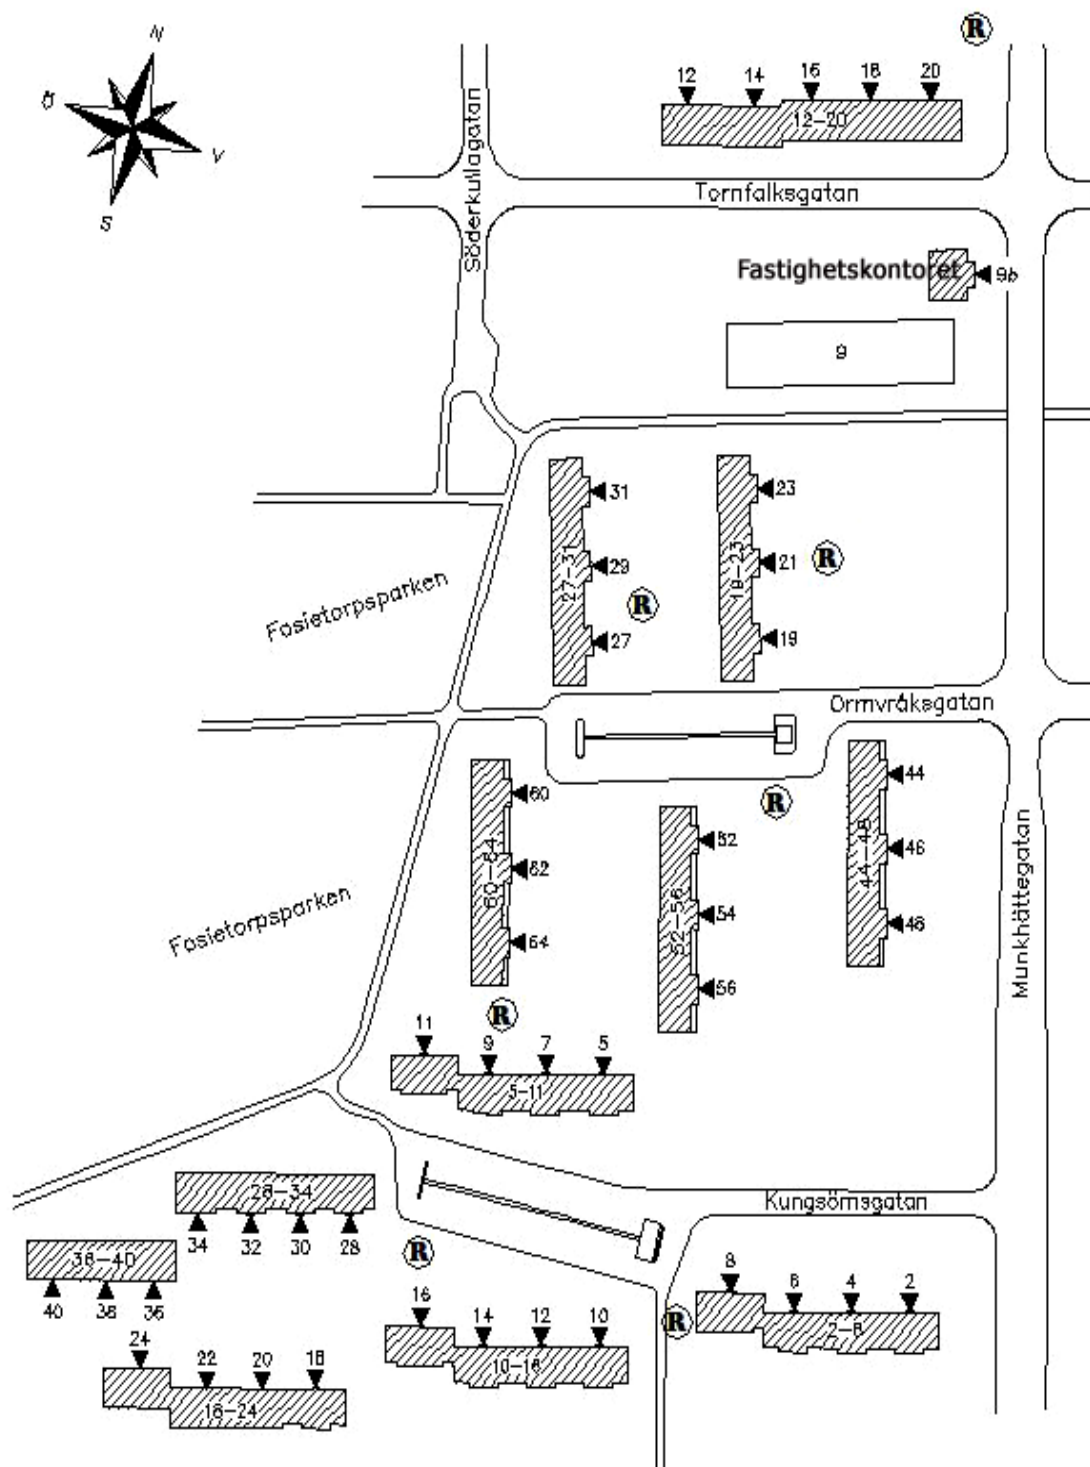 N
Ö
V
S
R
Söderkullagatan
12
14
16
18
20
12-20
Tornfalksgatan
Fastighetskontoret
9b
9
31
29
27
27-31
23
21
19
19-23
R
R
Fosietorpsparken
Ormvråksgatan
60
62
64
60-64
R
52
54
56
52-56
44
46
48
44-48
Munkhättegatan
Fosietorpsparken
R
11
9
7
5
5-11
Kungsörnsgatan
28-34
34
32
30
28
36-40
40
38
36
R
24
22
20
18
18-24
16
14
12
10
10-16
R
8
6
4
2
2-8